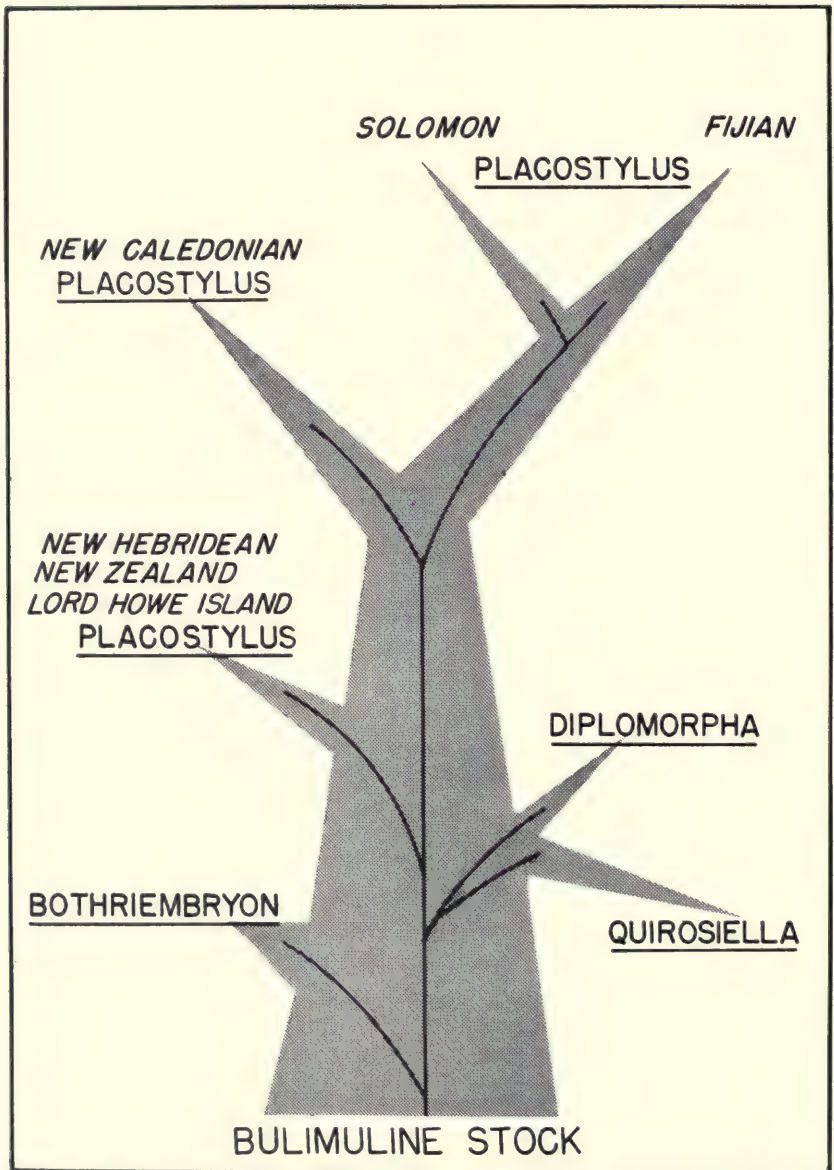 SOLOMON
FIJIAN
PLACOSTYLUS
NEW CALEDONIAN
PLACOSTYLUS
NEW HEBRIDEAN
NEW ZEALAND
LORD HOWE ISLAND
PLACOSTYLUS
DIPLOMORPHA
BOTHRIEMBRYON
QUIROSIELLA
BULIMULINE STOCK